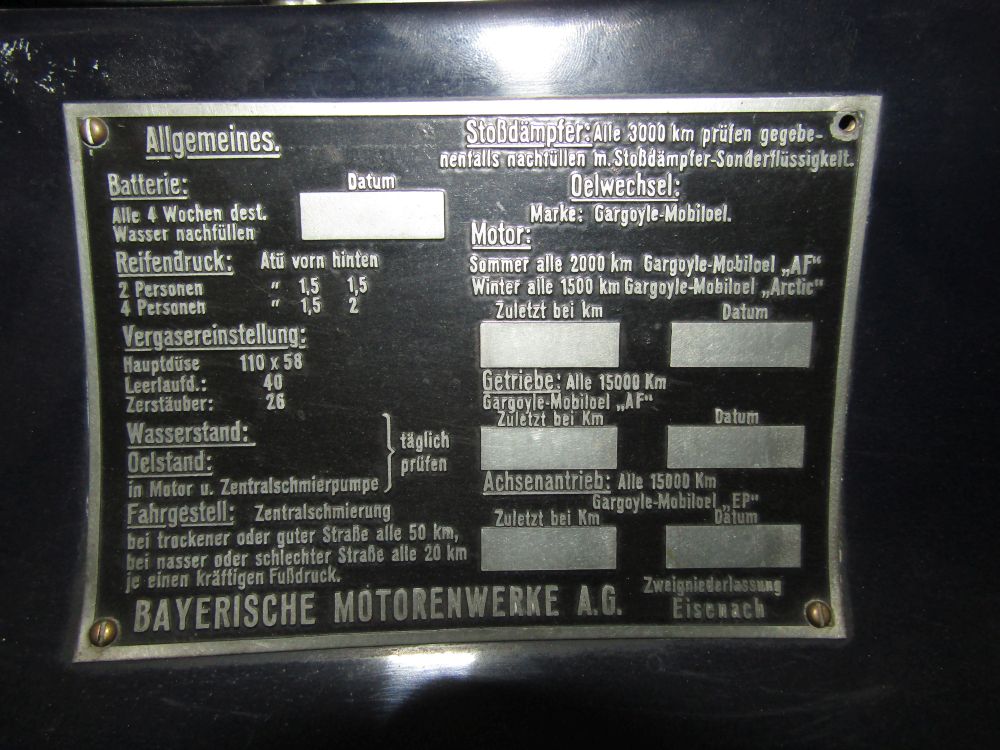 Allgemeines.
Batterie:
Datum
Alle 4 Wochen dest.
Wasser nachfüllen
Reifendruck: Atü vorn hinten
2 Personen " 1,5 1,5
4 Personen " 1,5 2
Vergasereinstellung:
Hauptdüse 110 x 58
Leerlaufd.: 40
Zerstäuber: 26
Wasserstand:
Oelstand:
in Motor u. Zentralschmierpumpe
täglich
prüfen
Fahrgestell: Zentralschmierung
bei trockener oder guter Straße alle 50 km,
bei nasser oder schlechter Straße alle 20 km
je einen kräftigen Fußdruck.
Stoßdämpfer: Alle 3000 km prüfen gegebe-
nenfalls nachfüllen m. Stoßdämpfer-Sonderflüssigkeit.
Oelwechsel:
Marke: Gargoyle-Mobiloel.
Motor:
Sommer alle 2000 km Gargoyle-Mobiloel „AF“
Winter alle 1500 km Gargoyle-Mobiloel „Arctic“
Zuletzt bei km Datum
Getriebe: Alle 15000 Km
Gargoyle-Mobiloel „AF“
Zuletzt bei Km Datum
Achsenantrieb: Alle 15000 Km
Gargoyle-Mobiloel „EP“
Zuletzt bei Km Datum
BAYERISCHE MOTORENWERKE A.G.
Zweigniederlassung
Eisenach